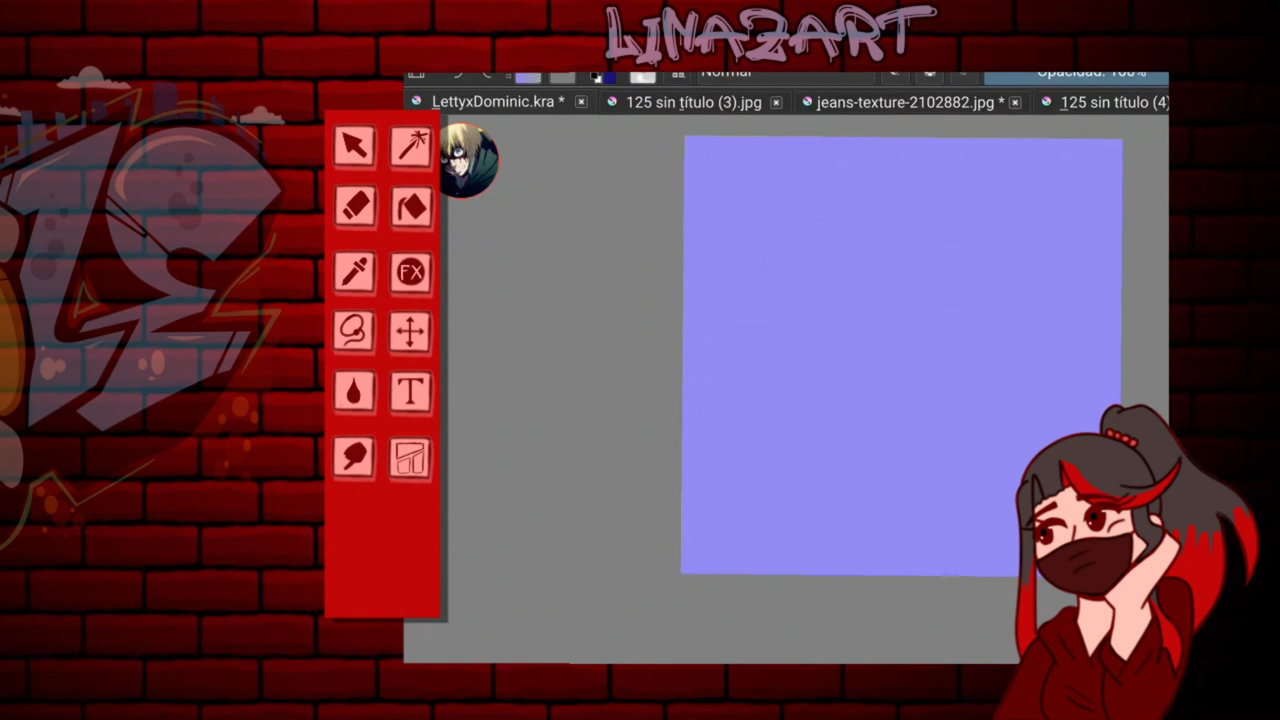 LINAZART
Normal
Opacidad: 100%
LettyxDominic.kra *
125 sin título (3).jpg
jeans-texture-2102882.jpg *
125 sin título (4)
FX
T